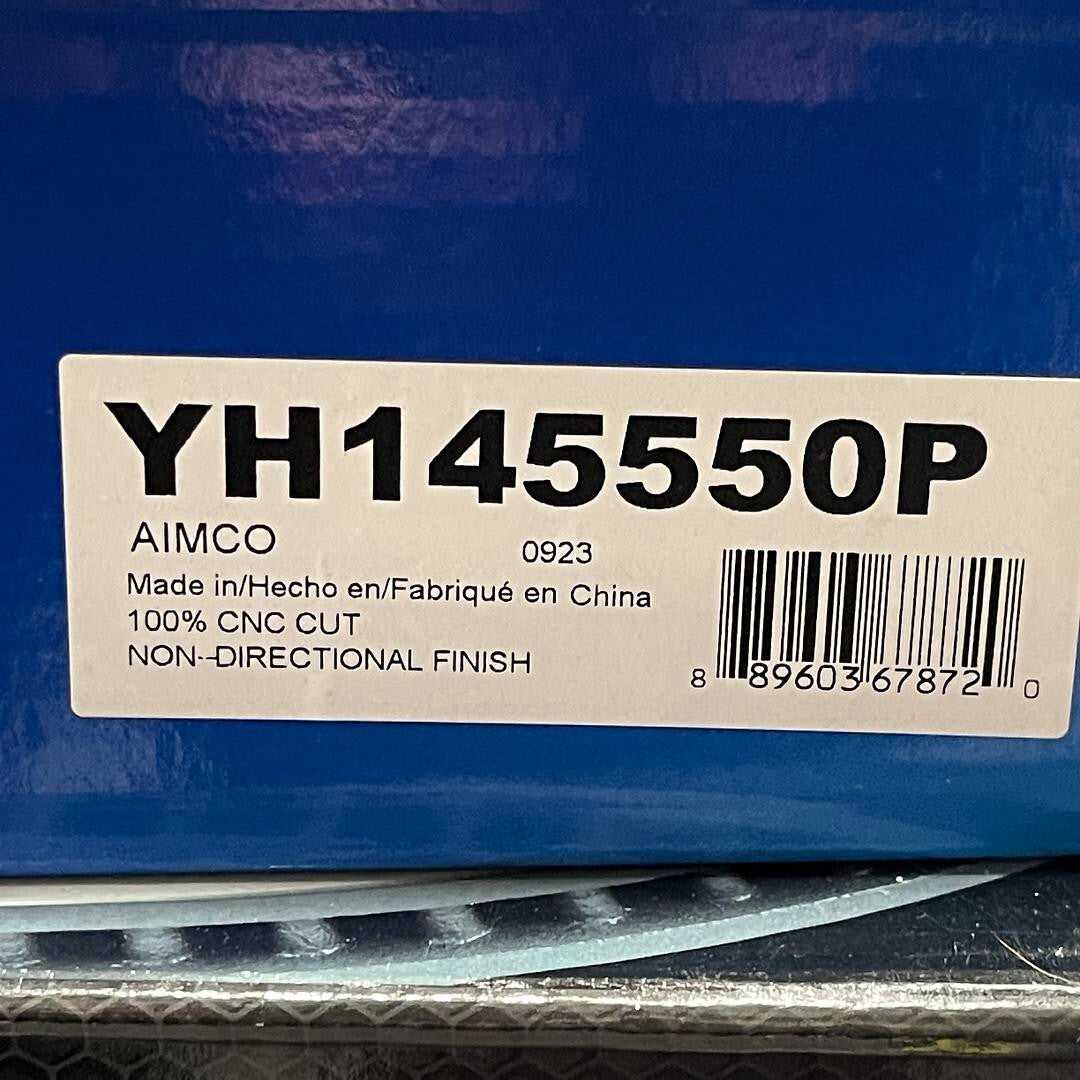 YH145550P
AIMCO 0923
Made in/Hecho en/Fabriqué en China
100% CNC CUT
NON-DIRECTIONAL FINISH
8 89603 67872 0